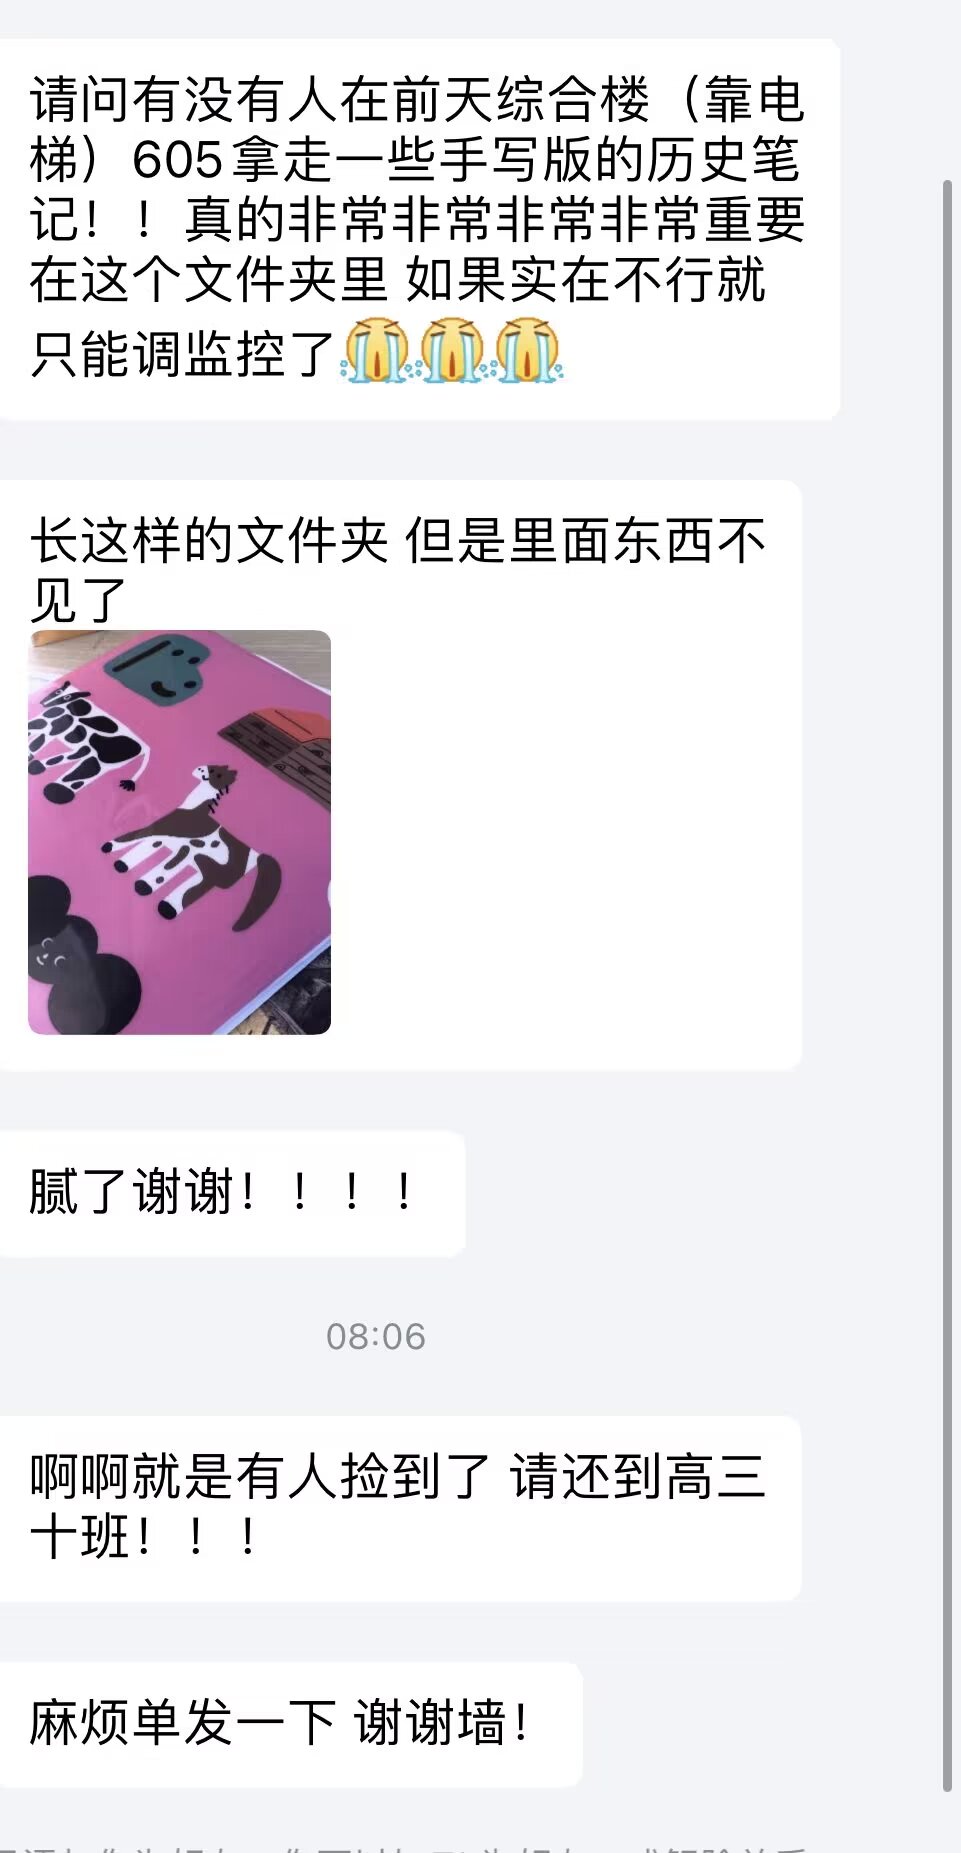 请问有没有人在前天综合楼（靠电
梯）605拿走一些手写版的历史笔
记！！真的非常非常非常非常重要
在这个文件夹里 如果实在不行就
只能调监控了😭😭😭
长这样的文件夹 但是里面东西不
见了
腻了谢谢！！！！
08:06
啊啊就是有人捡到了 请还到高三
十班！！！
麻烦单发一下 谢谢墙！